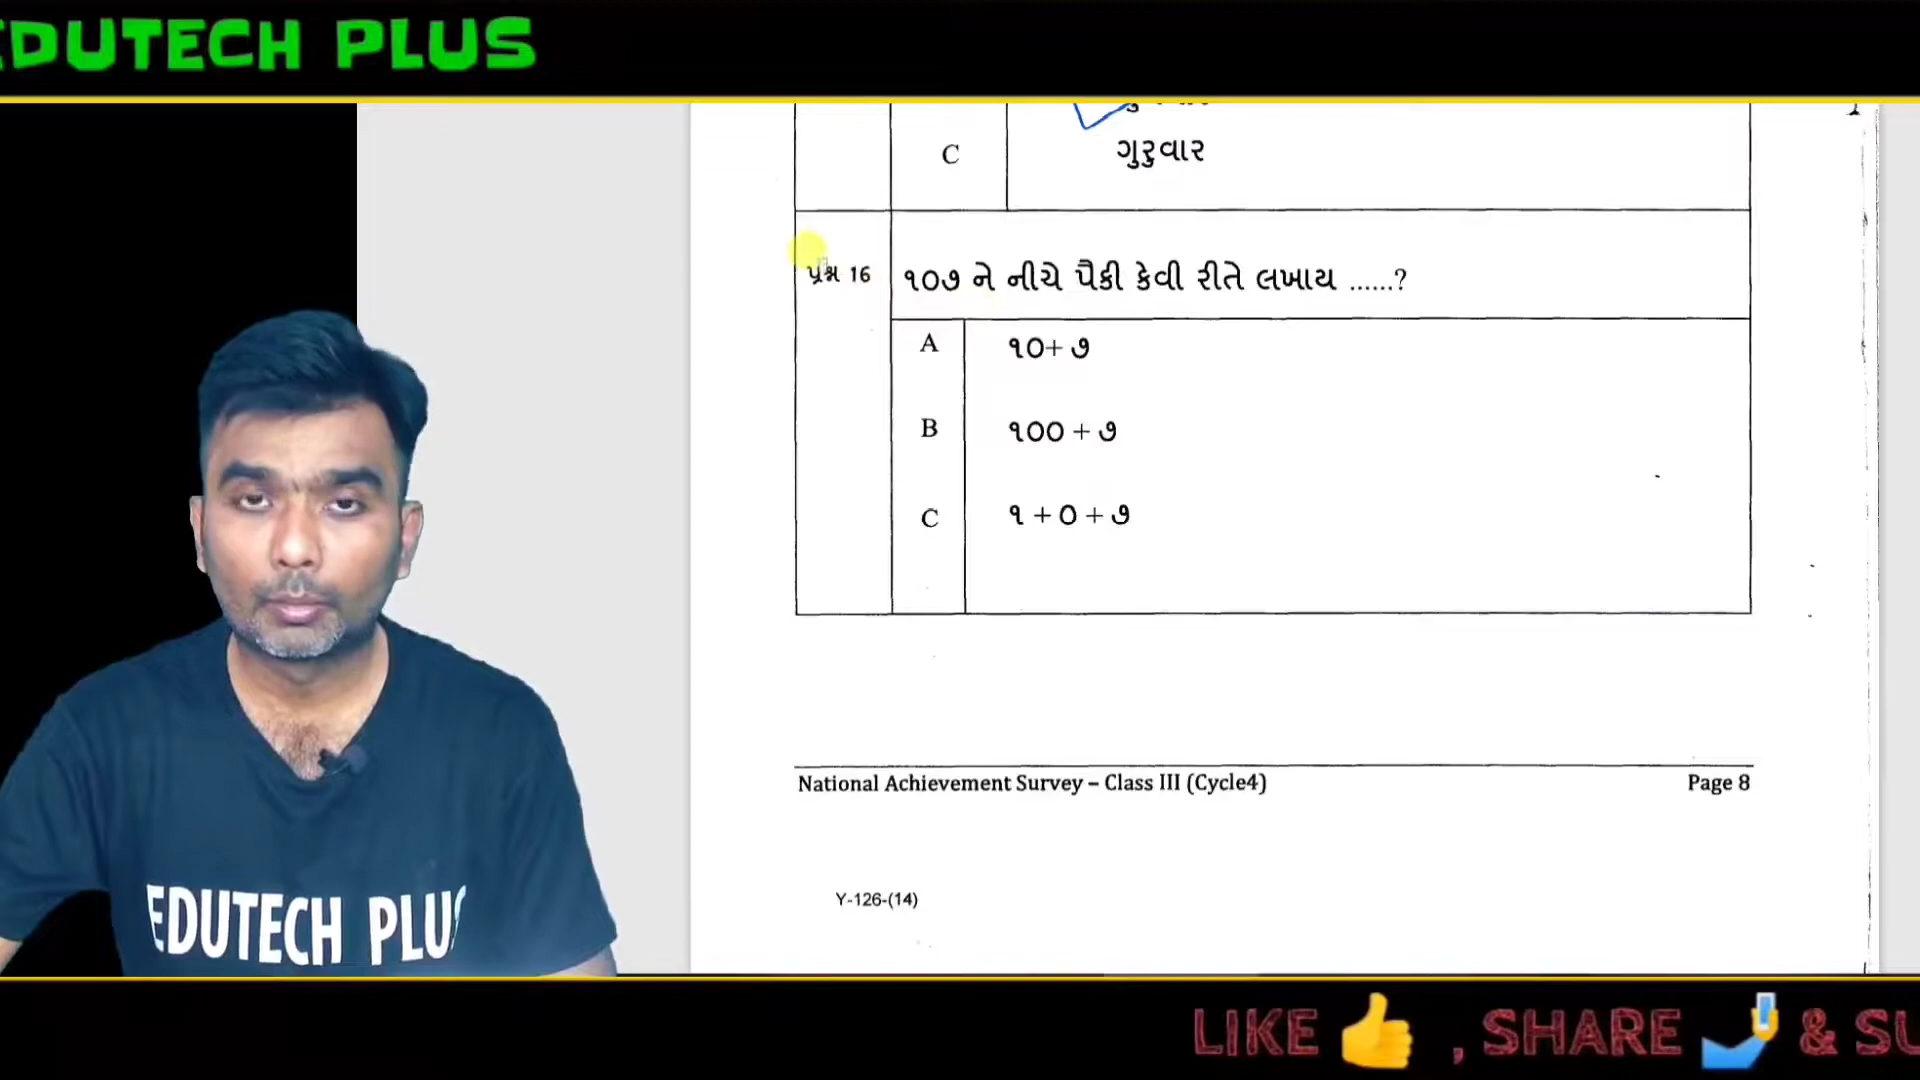 EDUTECH PLUS
C ગુરુવાર
પ્રશ્ન 16 ૧૦૭ ને નીચે પૈકી કેવી રીતે લખાય ......?
A ૧૦+ ૭
B ૧૦૦ + ૭
C ૧ + ૦ + ૭
National Achievement Survey – Class III (Cycle4) Page 8
Y-126-(14)
EDUTECH PLUS
LIKE 👍 , SHARE 🤳 & SU